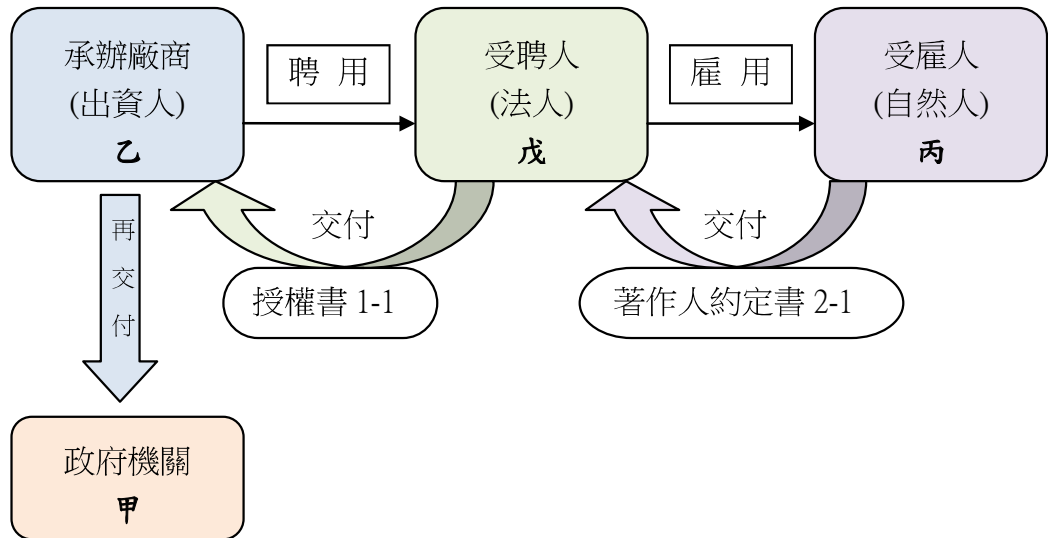 承辦廠商
(出資人)
乙
聘 用
受聘人
(法人)
戊
雇 用
受雇人
(自然人)
丙
再
交
付
交付
授權書 1-1
交付
著作人約定書 2-1
政府機關
甲